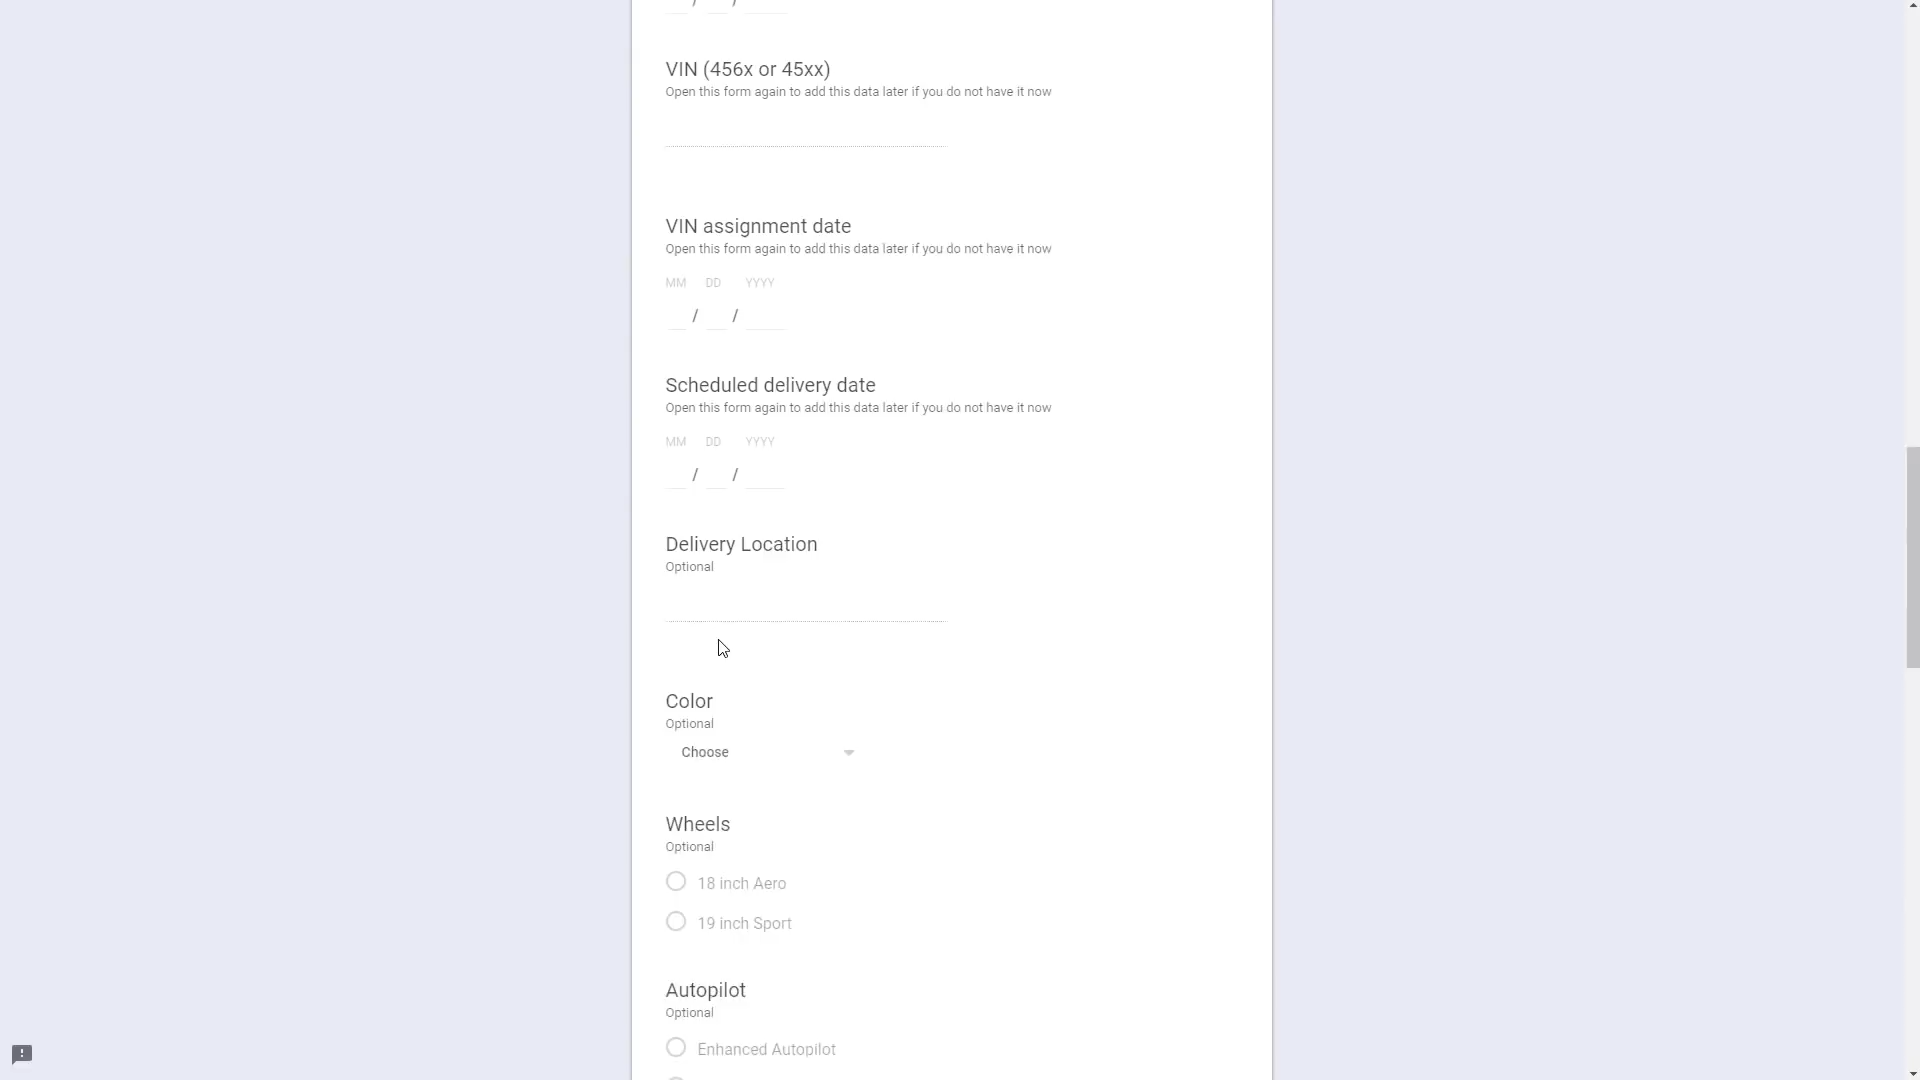 / /
VIN (456x or 45xx)
Open this form again to add this data later if you do not have it now
VIN assignment date
Open this form again to add this data later if you do not have it now
MM DD YYYY
/ /
Scheduled delivery date
Open this form again to add this data later if you do not have it now
MM DD YYYY
/ /
Delivery Location
Optional
Color
Optional
Choose
Wheels
Optional
18 inch Aero
19 inch Sport
Autopilot
Optional
Enhanced Autopilot